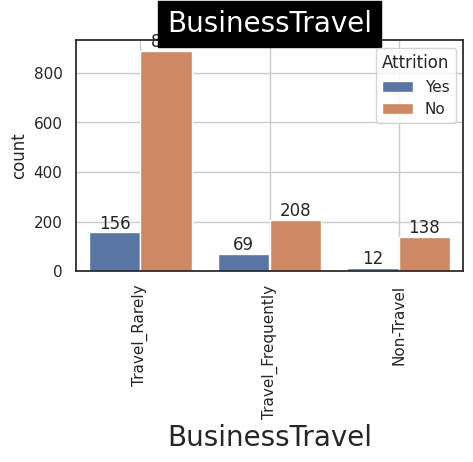 BusinessTravel
800
600
400
200
0
count
156
69
208
12
138
Attrition
Yes
No
Travel_Rarely
Travel_Frequently
Non-Travel
BusinessTravel